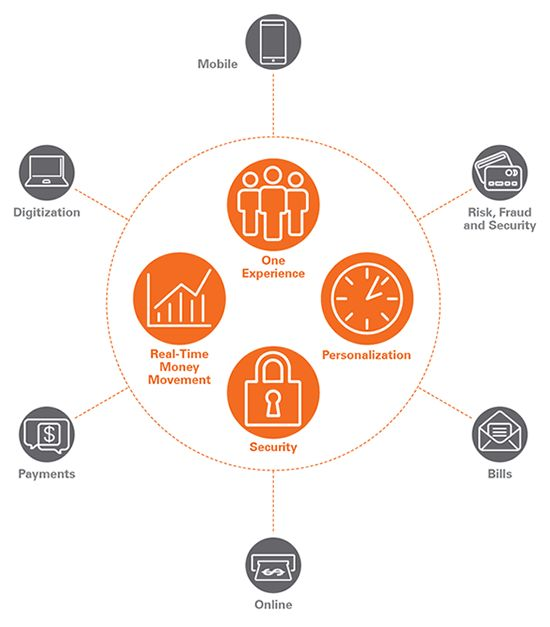 Mobile
Digitization
Risk, Fraud
and Security
One
Experience
Real-Time
Money
Movement
Personalization
Security
$
Payments
Bills
$
Online